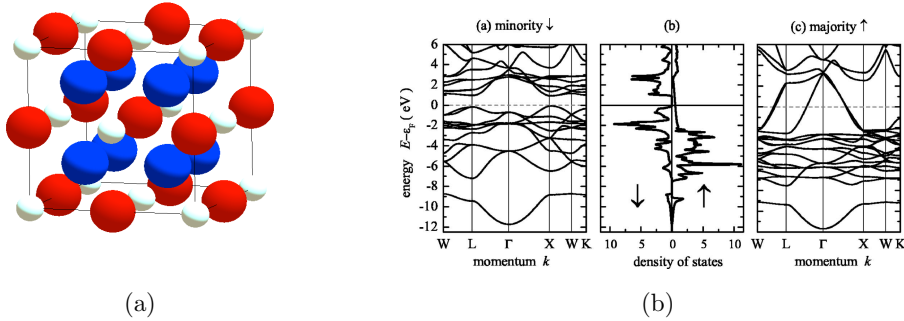 (a) minority ↓
(b)
(c) majority ↑
energy E–εF ( eV )
6
4
2
0
-2
-4
-6
-8
-10
-12
W L Γ X W K
10 5 0 5 10
W L Γ X W K
momentum k
density of states
momentum k
↓ ↑
(a)
(b)